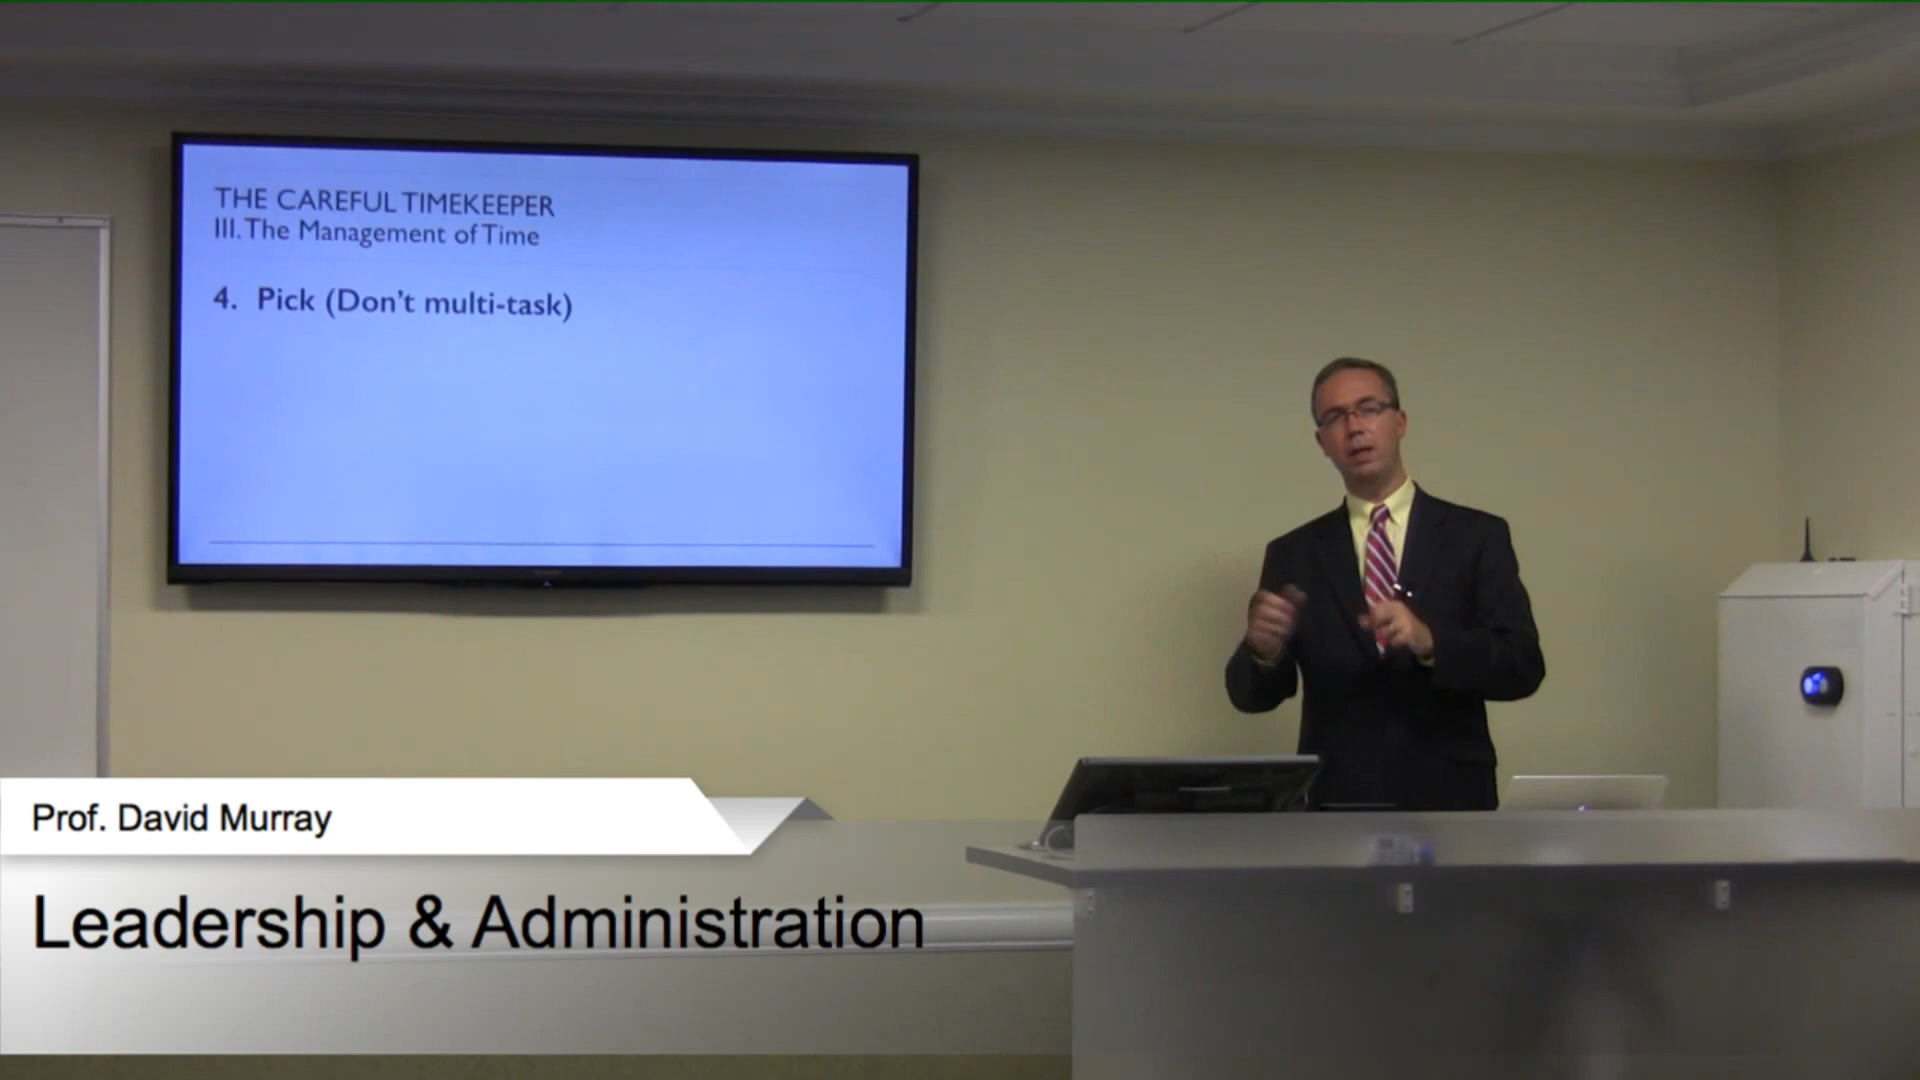 THE CAREFUL TIMEKEEPER
III. The Management of Time
4. Pick (Don't multi-task)
Prof. David Murray
Leadership & Administration